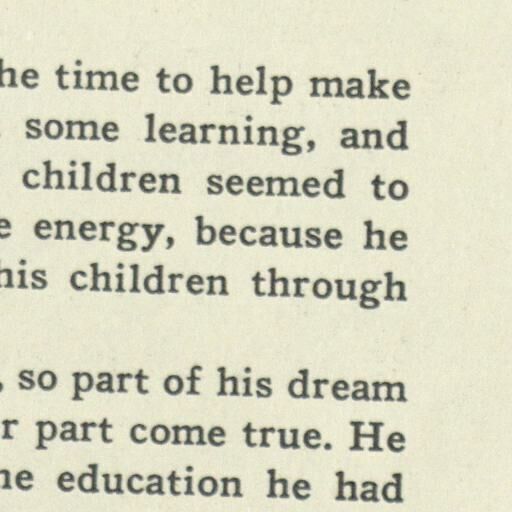 he time to help make
some learning, and
children seemed to
e energy, because he
his children through
, so part of his dream
r part come true. He
ne education he had